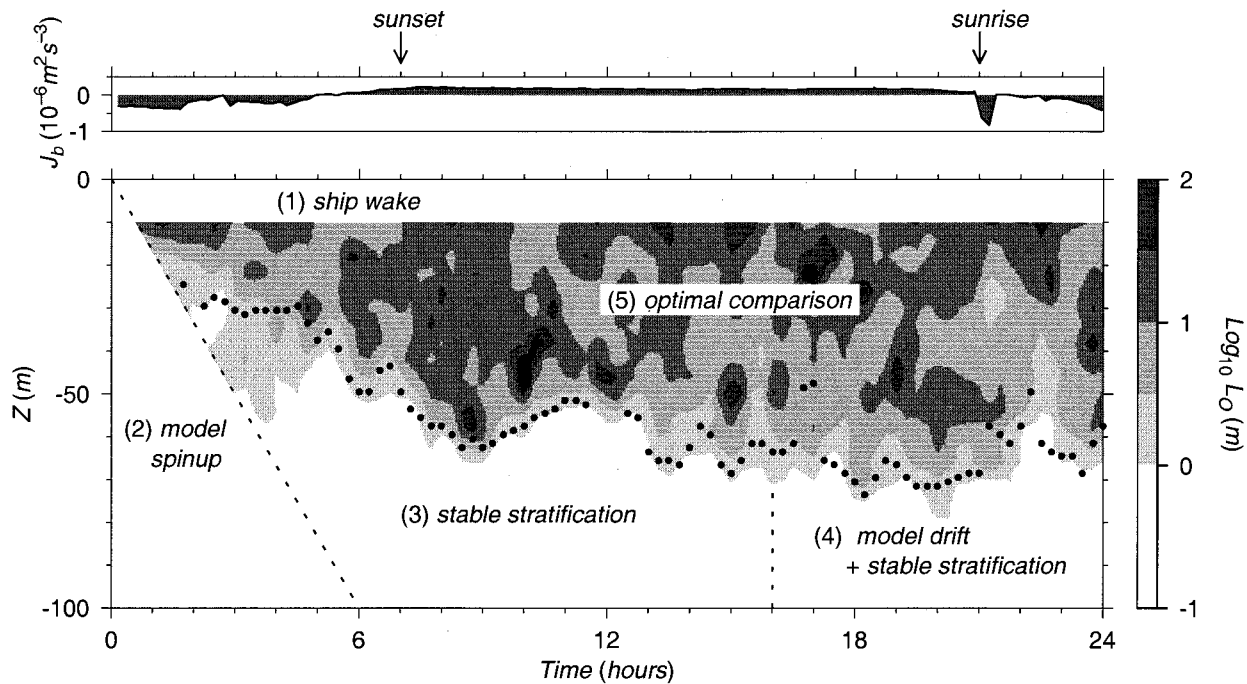 sunset
sunrise
J_b (10⁻⁶ m² s⁻³)
0
-1
0
-50
-100
Z (m)
(1) ship wake
(2) model
spinup
(3) stable stratification
(4) model drift
+ stable stratification
(5) optimal comparison
0
6
12
18
24
Time (hours)
2
1
0
-1
Log₁₀ L_O (m)